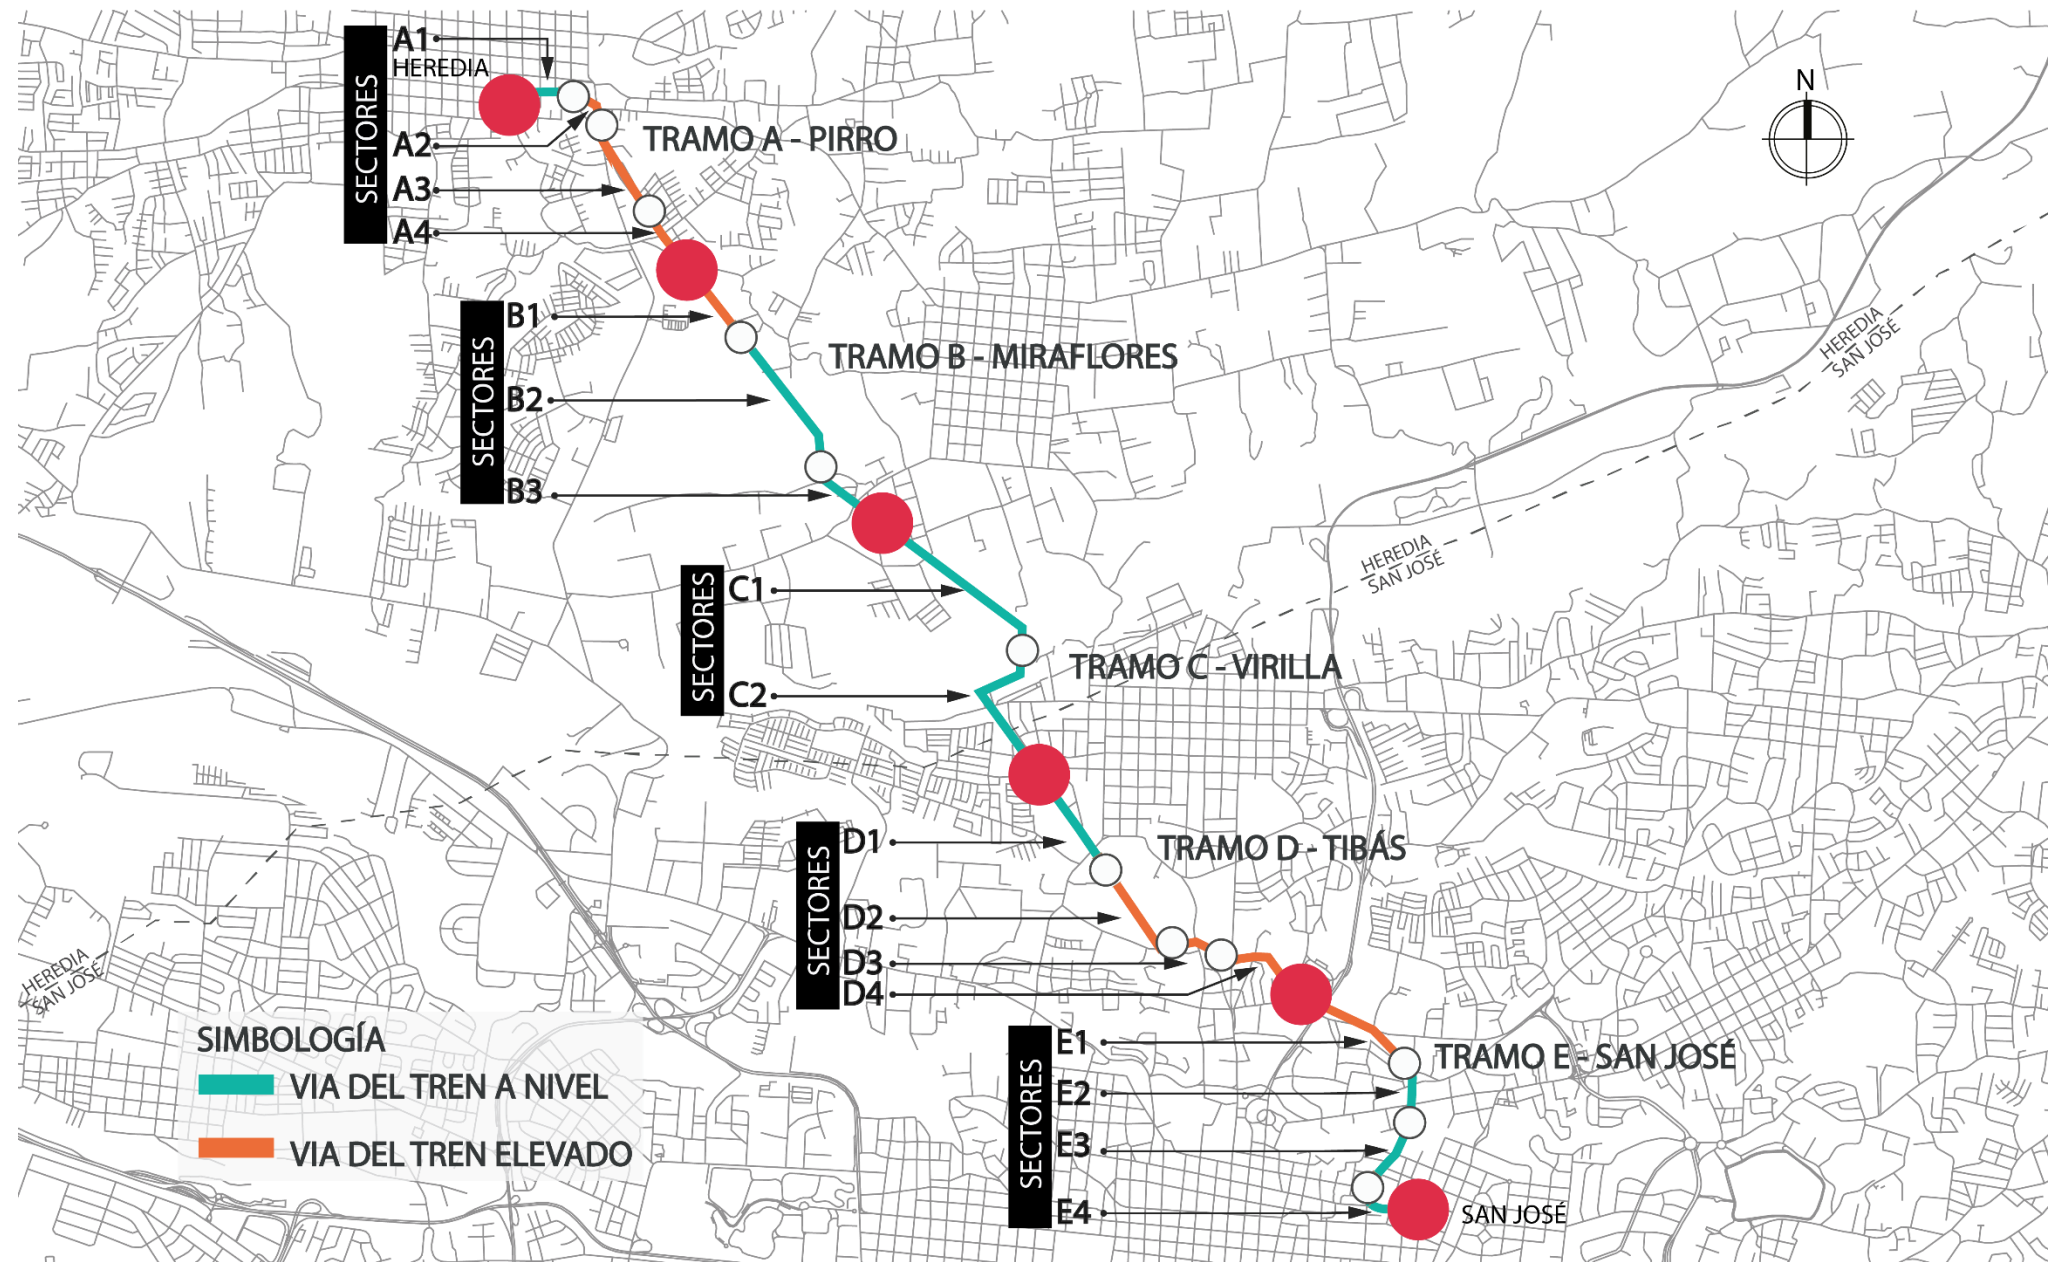 A1
HEREDIA
SECTORES
A2
A3
A4
TRAMO A - PIRRO
N
SECTORES
B1
B2
B3
TRAMO B - MIRAFLORES
HEREDIA
SAN JOSÉ
HEREDIA
SAN JOSÉ
SECTORES
C1
C2
TRAMO C - VIRILLA
SECTORES
D1
D2
D3
D4
TRAMO D - TIBÁS
HEREDIA
SAN JOSÉ
SECTORES
E1
E2
E3
E4
TRAMO E - SAN JOSÉ
SAN JOSÉ
SIMBOLOGÍA
VIA DEL TREN A NIVEL
VIA DEL TREN ELEVADO